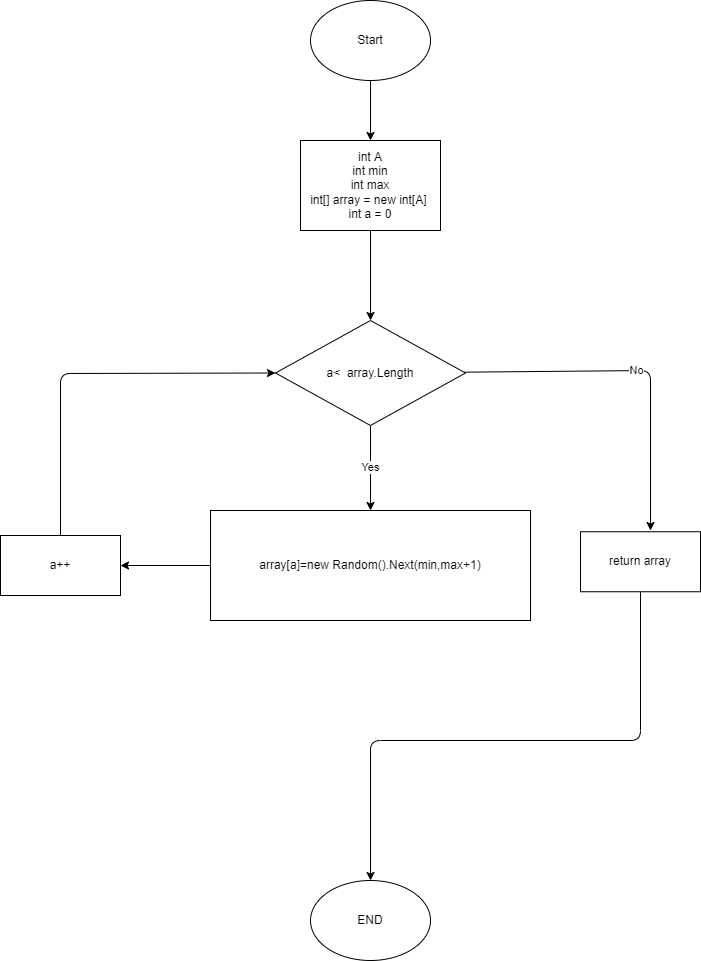 Start
int A
int min
int max
int[] array = new int[A]
int a = 0
a<  array.Length
No
Yes
array[a]=new Random().Next(min,max+1)
a++
return array
END